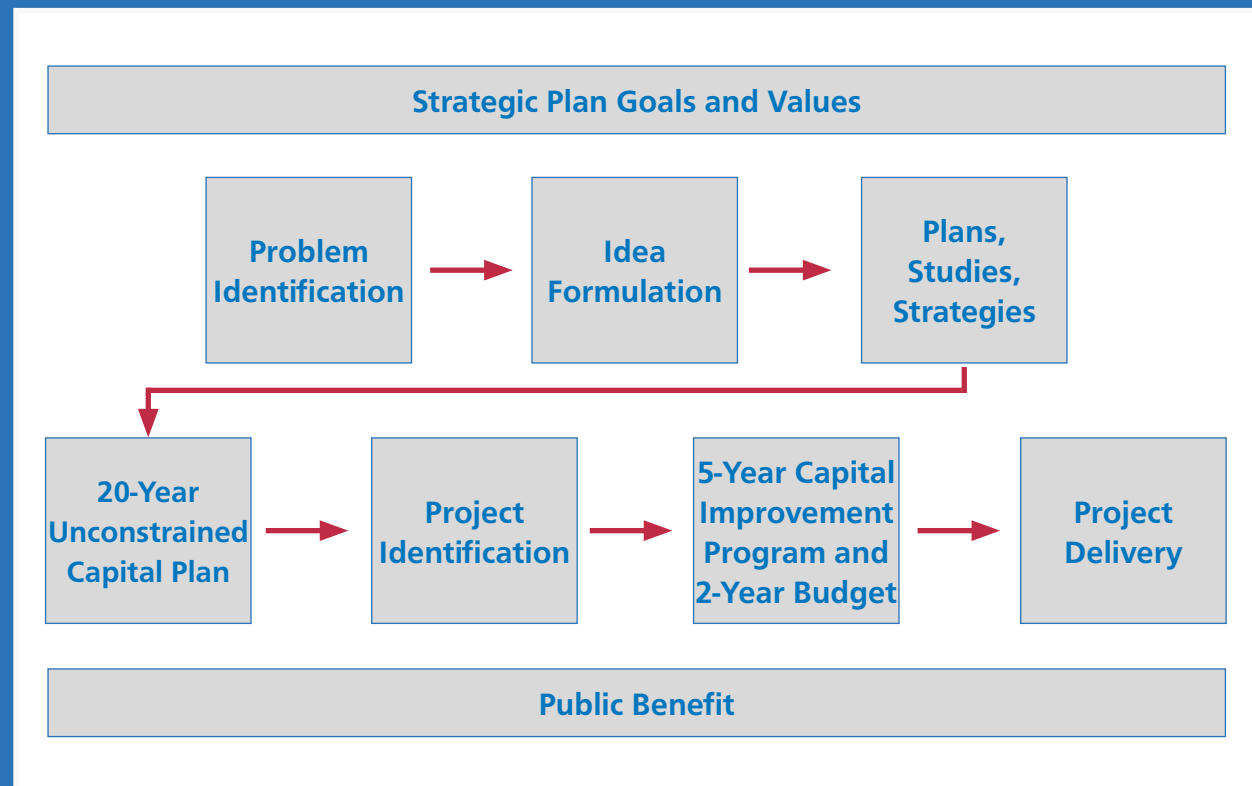 Strategic Plan Goals and Values
Problem
Identification
Idea
Formulation
Plans,
Studies,
Strategies
20-Year
Unconstrained
Capital Plan
Project
Identification
5-Year Capital
Improvement
Program and
2-Year Budget
Project
Delivery
Public Benefit